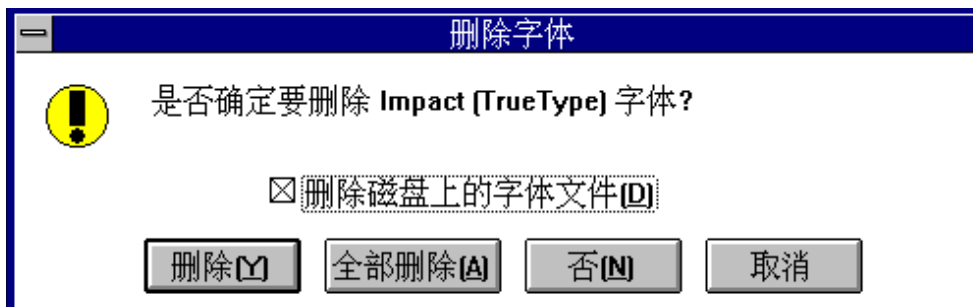 删除字体
是否确定要删除 Impact (TrueType) 字体?
删除磁盘上的字体文件(D)
删除(Y) 全部删除(A) 否(N) 取消